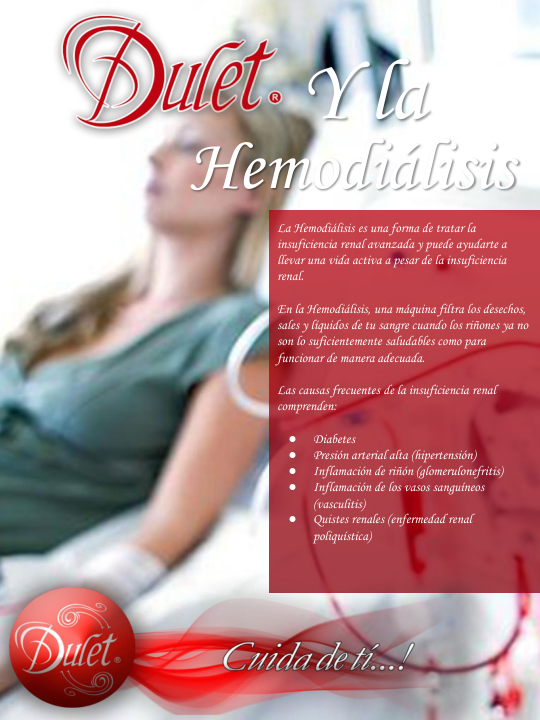 Dulet® Y la
Hemodiálisis
La Hemodiálisis es una forma de tratar la
insuficiencia renal avanzada y puede ayudarte a
llevar una vida activa a pesar de la insuficiencia
renal.
En la Hemodiálisis, una máquina filtra los desechos,
sales y líquidos de tu sangre cuando los riñones ya no
son lo suficientemente saludables como para
funcionar de manera adecuada.
Las causas frecuentes de la insuficiencia renal
comprenden:
● Diabetes
● Presión arterial alta (hipertensión)
● Inflamación de riñón (glomerulonefritis)
● Inflamación de los vasos sanguíneos
(vasculitis)
● Quistes renales (enfermedad renal
poliquística)
Dulet®
Cuida de tí...!